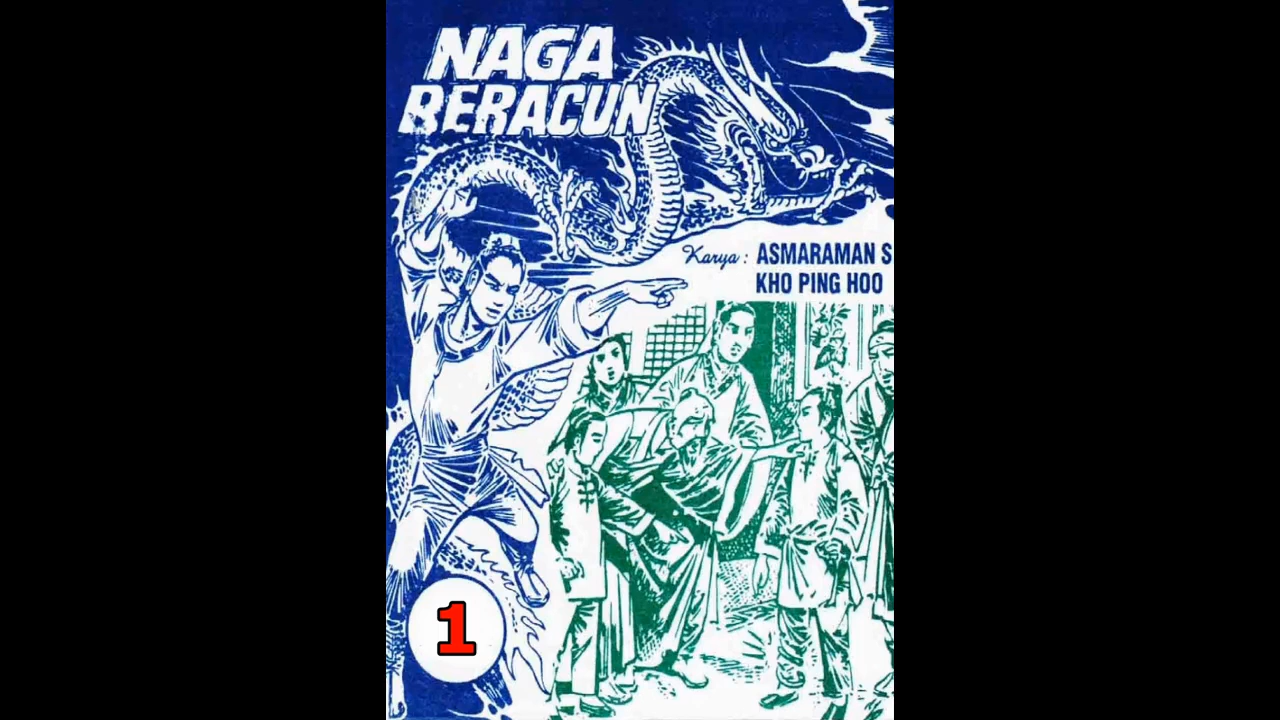 NAGA
BERACUN
Karya : ASMARAMAN S
KHO PING HOO
1